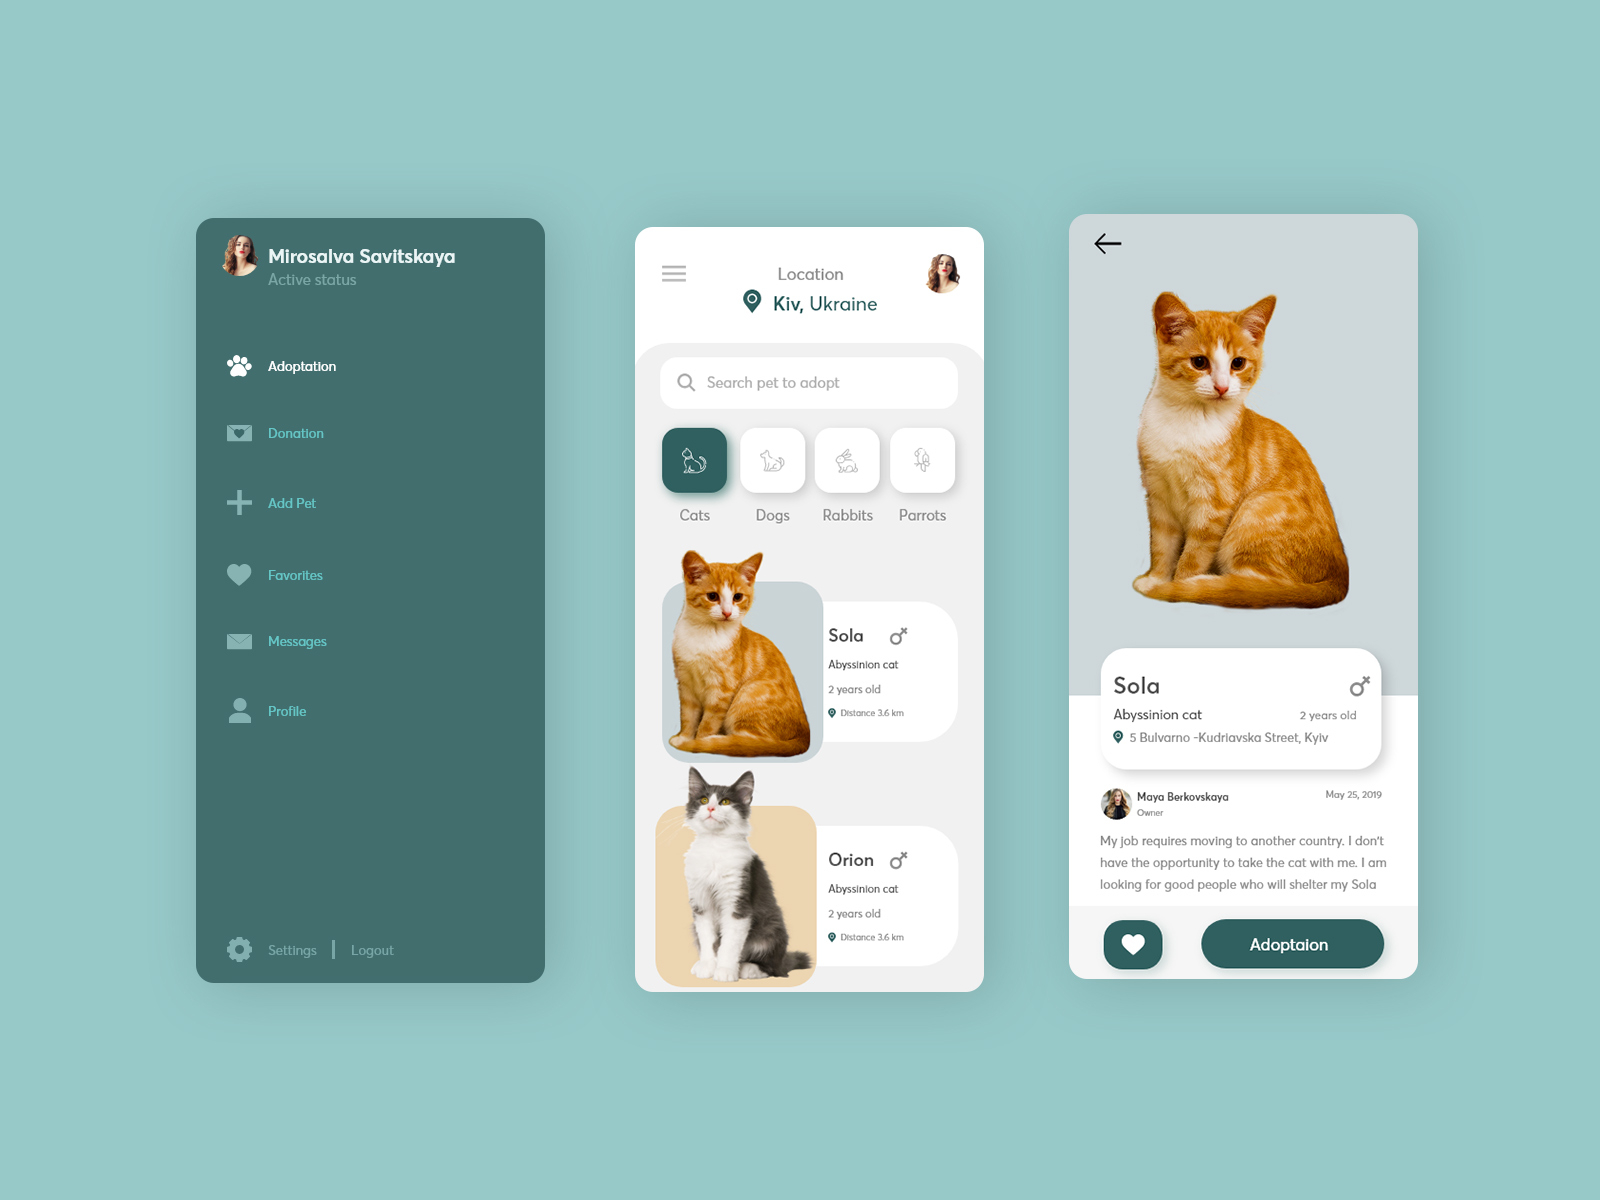 Mirosalva Savitskaya
Active status
Adoptation
Donation
Add Pet
Favorites
Messages
Profile
Settings | Logout
Location
Kiv, Ukraine
Search pet to adopt
Cats Dogs Rabbits Parrots
Sola
Abyssinion cat
2 years old
Distance 3.6 km
Orion
Abyssinion cat
2 years old
Distance 3.6 km
Sola
Abyssinion cat 2 years old
5 Bulvarno -Kudriavska Street, Kyiv
Maya Berkovskaya May 25, 2019
Owner
My job requires moving to another country. I don't
have the opportunity to take the cat with me. I am
looking for good people who will shelter my Sola
Adoptaion